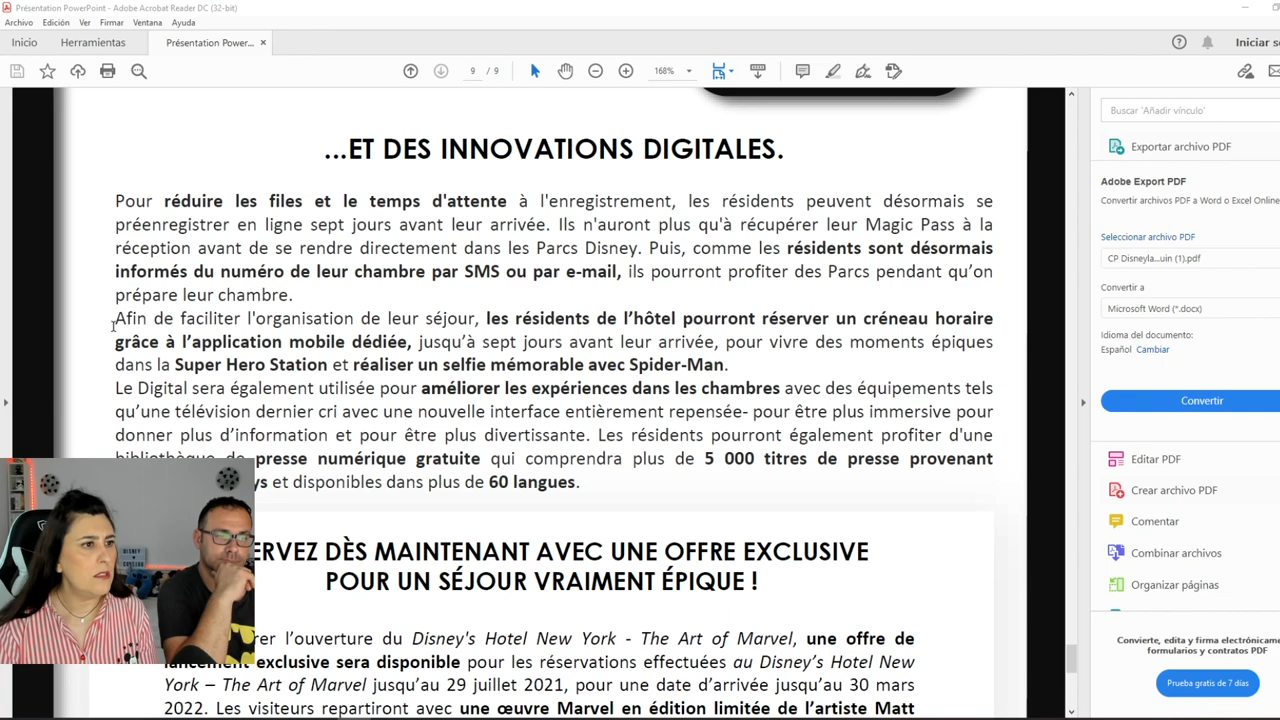 Présentation PowerPoint - Adobe Acrobat Reader DC (32-bit)
Archivo Edición Ver Firmar Ventana Ayuda
Inicio Herramientas Présentation Power... × Iniciar
9 / 9 168%
...ET DES INNOVATIONS DIGITALES.
Pour réduire les files et le temps d'attente à l'enregistrement, les résidents peuvent désormais se
préenregistrer en ligne sept jours avant leur arrivée. Ils n'auront plus qu'à récupérer leur Magic Pass à la
réception avant de se rendre directement dans les Parcs Disney. Puis, comme les résidents sont désormais
informés du numéro de leur chambre par SMS ou par e-mail, ils pourront profiter des Parcs pendant qu'on
prépare leur chambre.
Afin de faciliter l'organisation de leur séjour, les résidents de l'hôtel pourront réserver un créneau horaire
grâce à l'application mobile dédiée, jusqu'à sept jours avant leur arrivée, pour vivre des moments épiques
dans la Super Hero Station et réaliser un selfie mémorable avec Spider-Man.
Le Digital sera également utilisée pour améliorer les expériences dans les chambres avec des équipements tels
qu'une télévision dernier cri avec une nouvelle interface entièrement repensée- pour être plus immersive pour
donner plus d'information et pour être plus divertissante. Les résidents pourront également profiter d'une
bibliothèque de presse numérique gratuite qui comprendra plus de 5 000 titres de presse provenant
et disponibles dans plus de 60 langues.
DÈS MAINTENANT AVEC UNE OFFRE EXCLUSIVE
POUR UN SÉJOUR VRAIMENT ÉPIQUE !
l'ouverture du Disney's Hotel New York - The Art of Marvel, une offre de
lancement exclusive sera disponible pour les réservations effectuées au Disney's Hotel New
York – The Art of Marvel jusqu'au 29 juillet 2021, pour une date d'arrivée jusqu'au 30 mars
2022. Les visiteurs repartiront avec une œuvre Marvel en édition limitée de l'artiste Matt
Buscar 'Añadir vínculo'
Exportar archivo PDF
Adobe Export PDF
Convertir archivos PDF a Word o Excel Online
Seleccionar archivo PDF
CP Disneyla...uin (1).pdf
Convertir a
Microsoft Word (*.docx)
Idioma del documento:
Español Cambiar
Convertir
Editar PDF
Crear archivo PDF
Comentar
Combinar archivos
Organizar páginas
Convierte, edita y firma
formularios y contratos PDF
Prueba gratis de 7 días